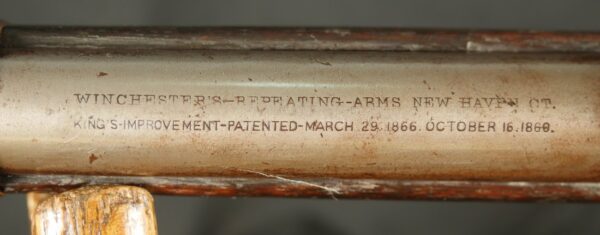 WINCHESTER'S-REPEATING-ARMS NEW HAVEN CT.
KING'S-IMPROVEMENT-PATENTED-MARCH 29. 1866. OCTOBER 16. 1860.